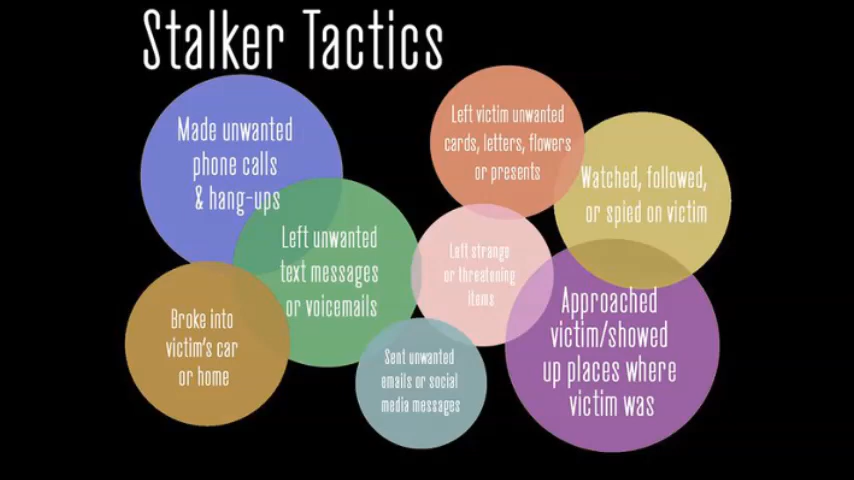 Stalker Tactics
Made unwanted
phone calls
& hang-ups
Left victim unwanted
cards, letters, flowers
or presents
Watched, followed,
or spied on victim
Left unwanted
text messages
or voicemails
Left strange
or threatening
items
Broke into
victim's car
or home
Sent unwanted
emails or social
media messages
Approached
victim/showed
up places where
victim was